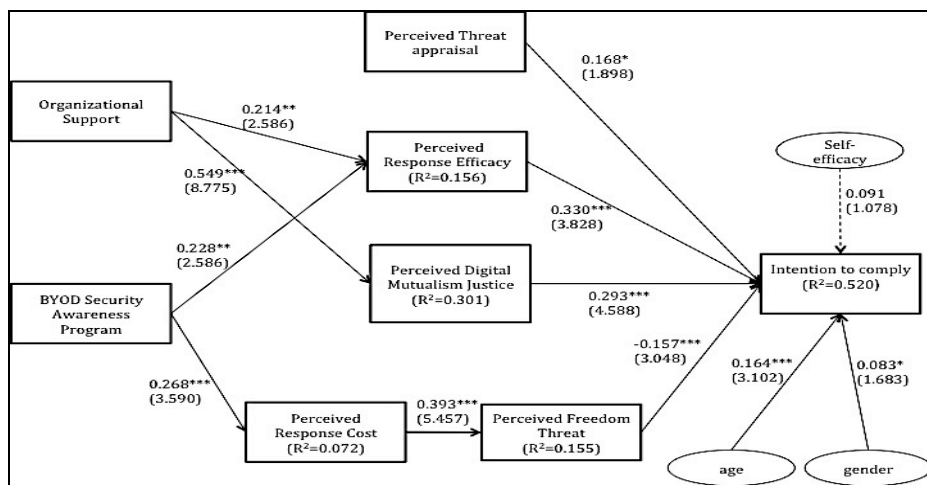 Perceived Threat
appraisal
0.168*
(1.898)
Organizational
Support
0.214**
(2.586)
Perceived
Response Efficacy
(R²=0.156)
Self-
efficacy
0.549***
(8.775)
0.330***
(3.828)
0.091
(1.078)
0.228**
(2.586)
BYOD Security
Awareness
Program
Perceived Digital
Mutualism Justice
(R²=0.301)
0.293***
(4.588)
Intention to comply
(R²=0.520)
-0.157***
(3.048)
0.164***
(3.102)
0.083*
(1.683)
0.268***
(3.590)
Perceived
Response Cost
(R²=0.072)
0.393***
(5.457)
Perceived Freedom
Threat
(R²=0.155)
age
gender